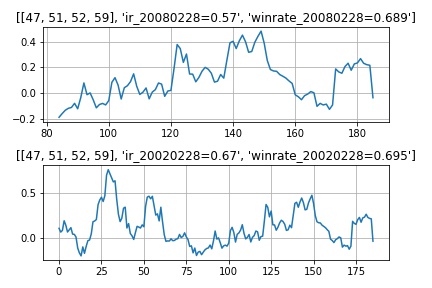 [[47, 51, 52, 59], 'ir_20080228=0.57', 'winrate_20080228=0.689']
0.4
0.2
0.0
−0.2
80 100 120 140 160 180
[[47, 51, 52, 59], 'ir_20020228=0.67', 'winrate_20020228=0.695']
0.5
0.0
0 25 50 75 100 125 150 175